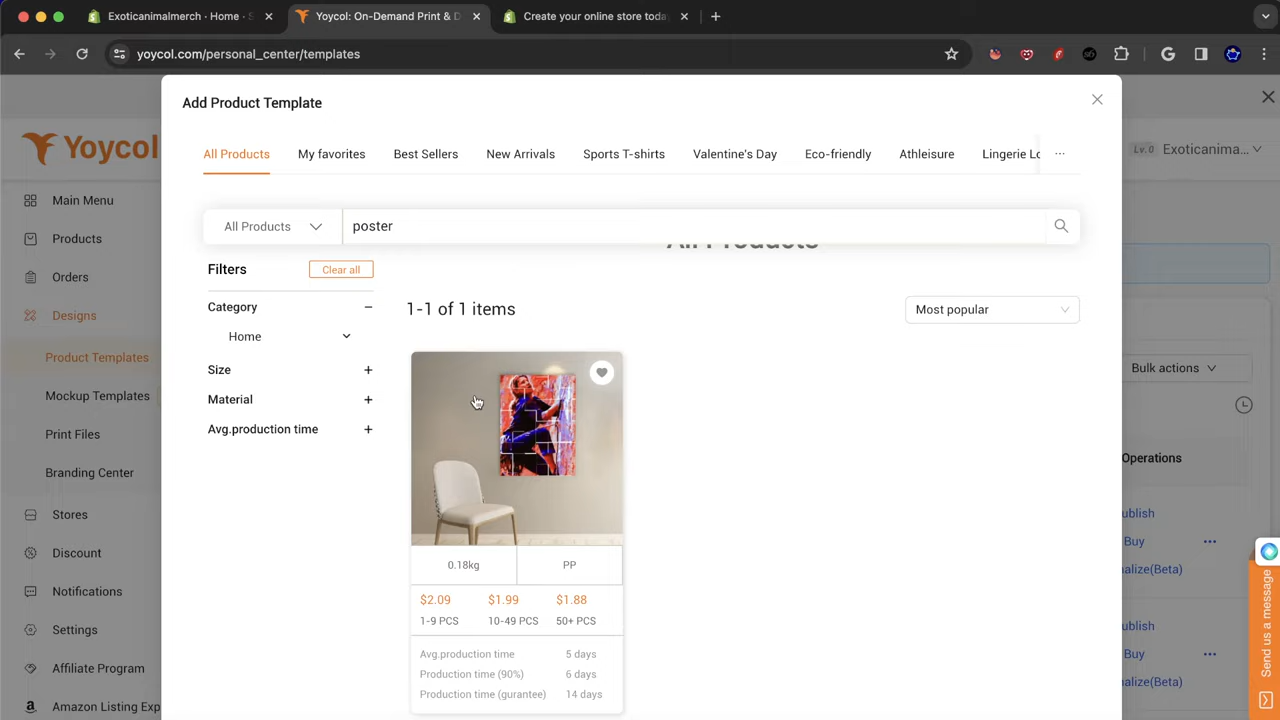 Exoticanimalmerch · Home · S
Yoycol: On-Demand Print & D
Create your online store toda
yoycol.com/personal_center/templates
Yoycol
Lv.0 Exoticanima...
Main Menu
Products
Orders
Designs
Product Templates
Mockup Templates
Print Files
Branding Center
Stores
Discount
Notifications
Settings
Affiliate Program
Amazon Listing Exp
Add Product Template
All Products My favorites Best Sellers New Arrivals Sports T-shirts Valentine's Day Eco-friendly Athleisure Lingerie Lo ...
All Products poster
All Products
Filters Clear all
Category
Home
Size
Material
Avg.production time
1-1 of 1 items
Most popular
0.18kg PP
$2.09 $1.99 $1.88
1-9 PCS 10-49 PCS 50+ PCS
Avg.production time 5 days
Production time (90%) 6 days
Production time (gurantee) 14 days
Bulk actions
Operations
ublish
Buy
nalize(Beta)
ublish
Buy
nalize(Beta)
Send us a message